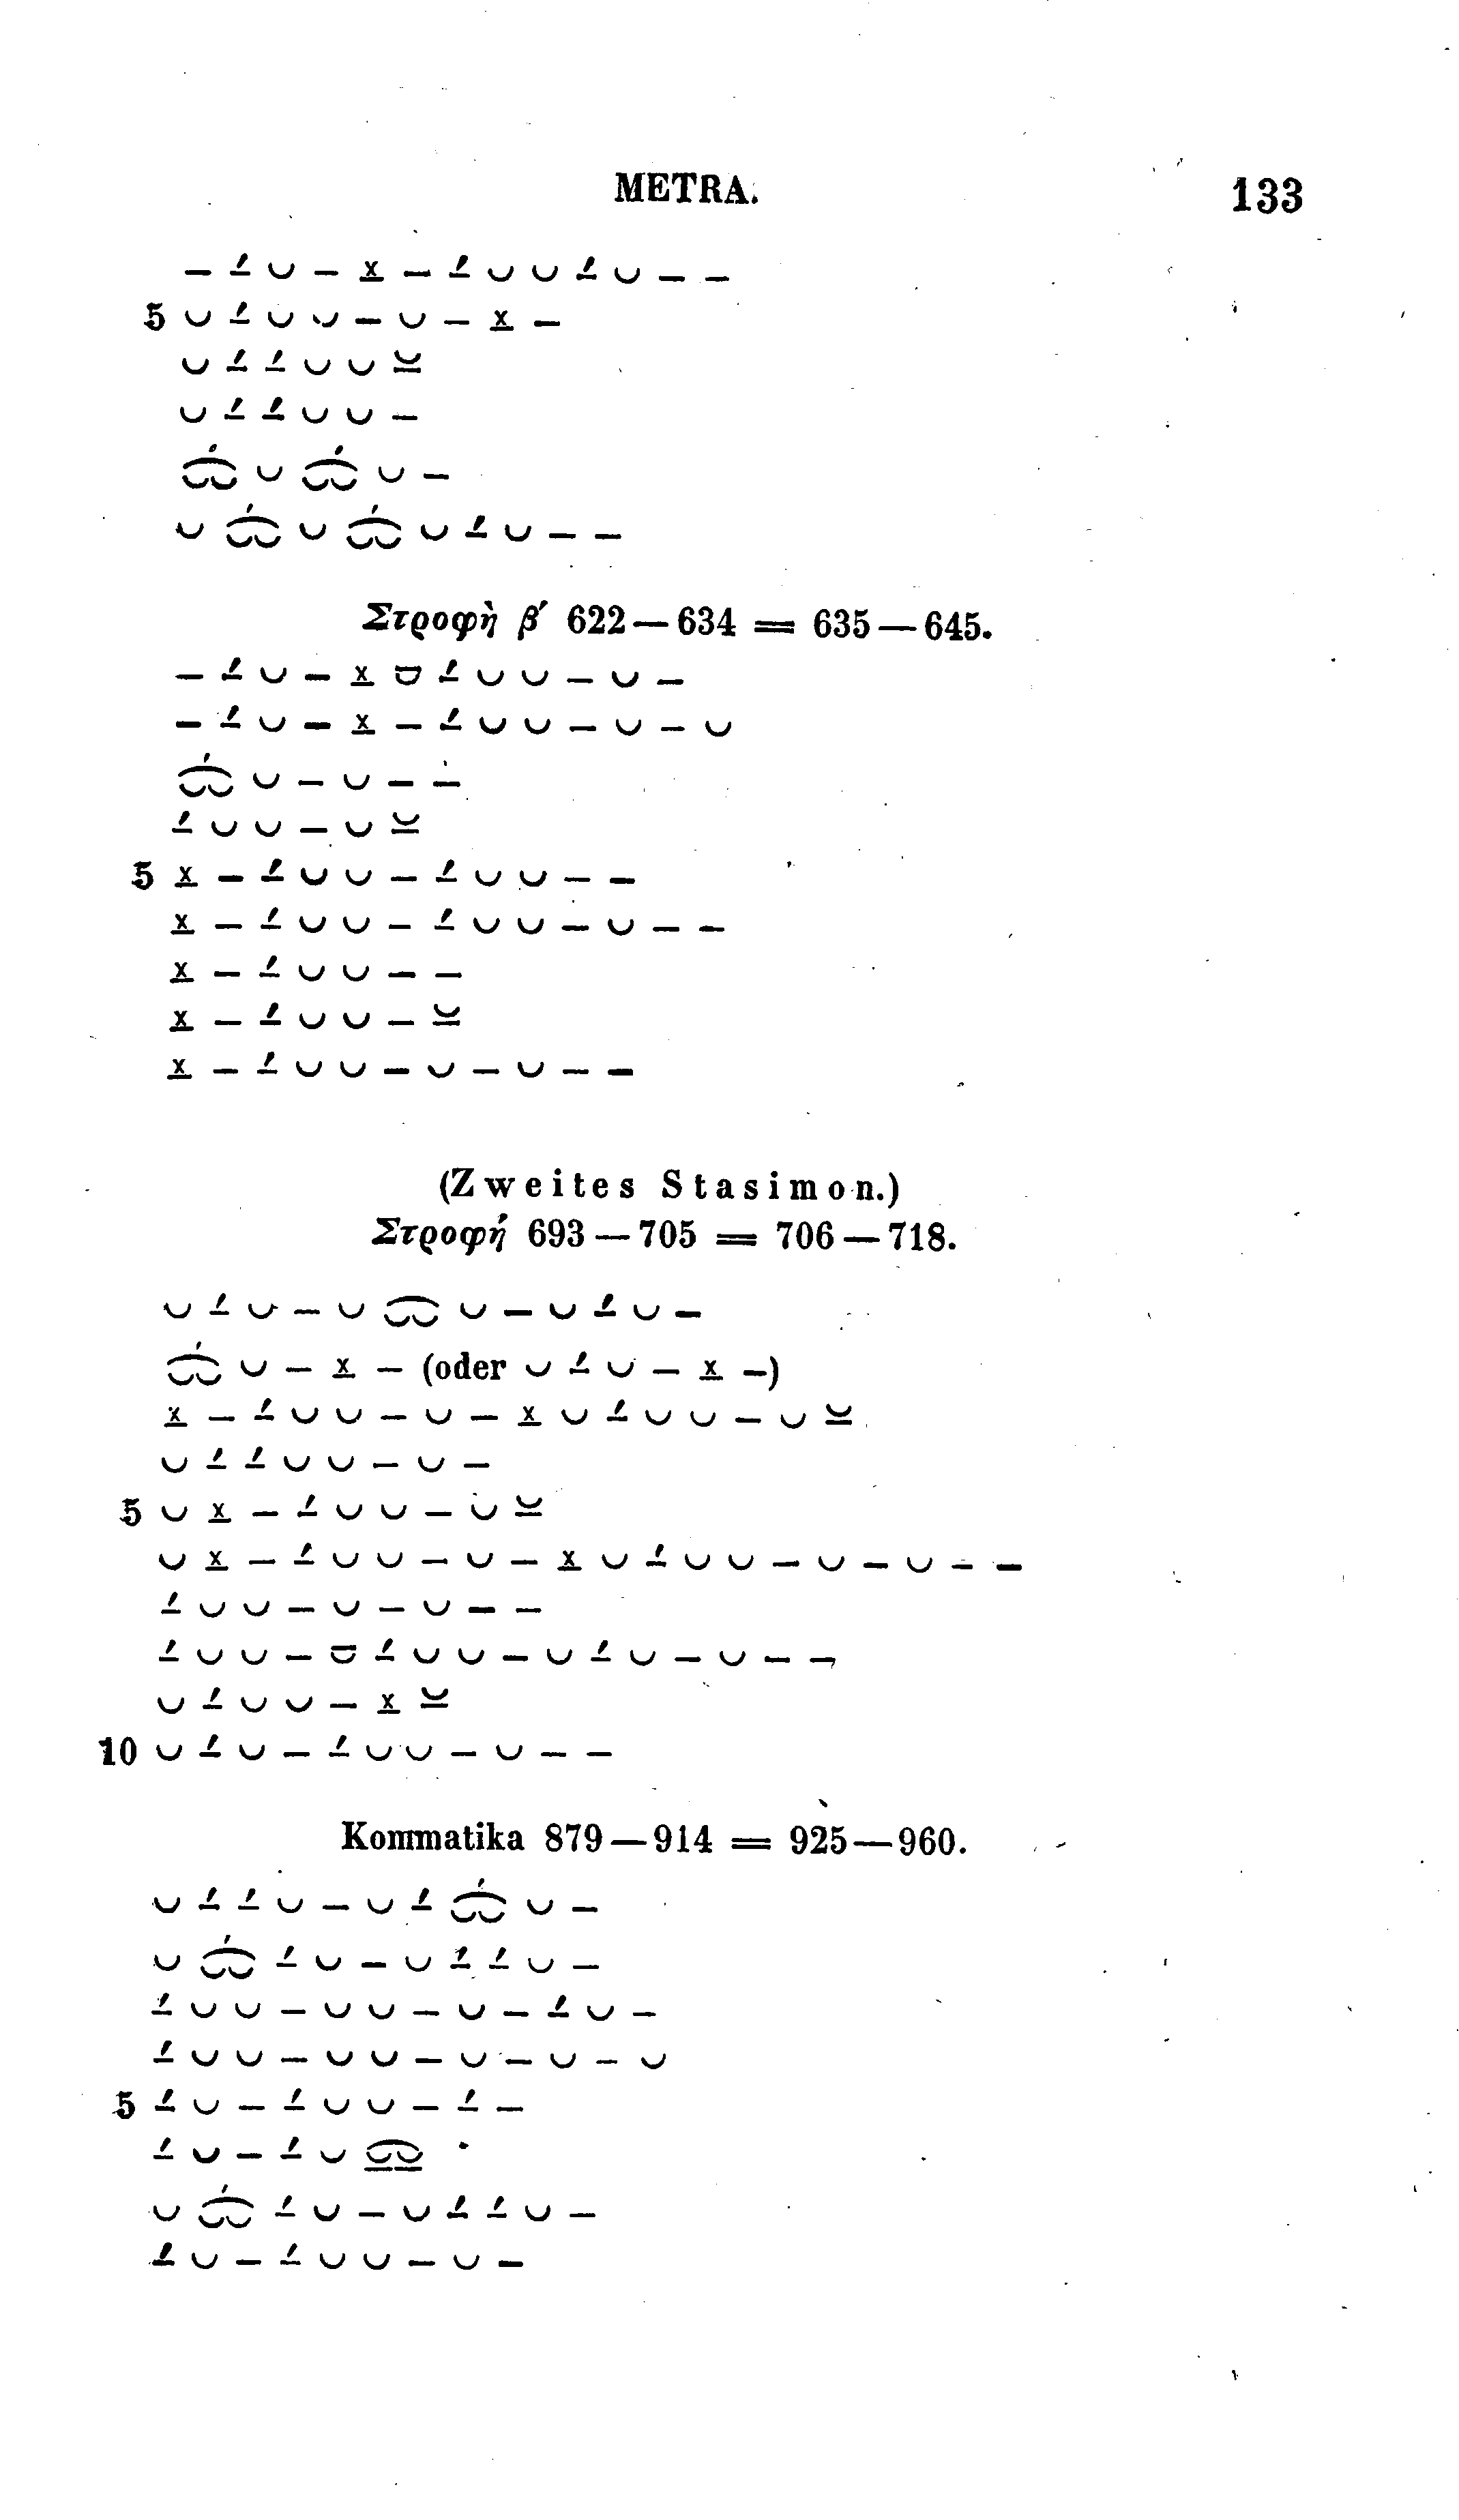 METRA. 133
– –́ ⏑ – x̲ – –́ ⏑ ⏑ –́ ⏑ – –
5 ⏑ –́ ⏑ ⏑ – ⏑ – x̲ –
⏑ –́ –́ ⏑ ⏑ ⏓
⏑ –́ –́ ⏑ ⏑ –
⏔́ ⏑ ⏔́ ⏑ –
⏑ ⏔́ ⏑ ⏔́ ⏑ –́ ⏑ – –
Στροφὴ β′ 622—634 = 635—645.
– –́ ⏑ – x̲ ⏒ –́ ⏑ ⏑ – ⏑ –
– –́ ⏑ – x̲ – –́ ⏑ ⏑ – ⏑ – ⏑
⏔́ ⏑ – ⏑ – –
–́ ⏑ ⏑ – ⏑ ⏓
5 x̲ – –́ ⏑ ⏑ – –́ ⏑ ⏑ – –
x̲ – –́ ⏑ ⏑ – –́ ⏑ ⏑ – ⏑ – –
x̲ – –́ ⏑ ⏑ – –
x̲ – –́ ⏑ ⏑ – ⏓
x̲ – –́ ⏑ ⏑ – ⏑ – ⏑ – –
(Zweites Stasimon.)
Στροφή 693—705 = 706—718.
⏑ –́ ⏑ – ⏑ ⏔ ⏑ – ⏑ –́ ⏑ –
⏔́ ⏑ – x̲ – (oder ⏑ –́ ⏑ – x̲ –)
x̲ – –́ ⏑ ⏑ – ⏑ – x̲ ⏑ –́ ⏑ ⏑ – ⏑ ⏓
⏑ –́ –́ ⏑ ⏑ – ⏑ –
5 ⏑ x̲ – –́ ⏑ ⏑ – ⏑ ⏓
⏑ x̲ – –́ ⏑ ⏑ – ⏑ – x̲ ⏑ –́ ⏑ ⏑ – ⏑ – ⏑ – –
–́ ⏑ ⏑ – ⏑ – ⏑ – –
–́ ⏑ ⏑ – ⏒ –́ ⏑ ⏑ – ⏑ –́ ⏑ – ⏑ – –
⏑ –́ ⏑ ⏑ – x̲ ⏓
10 ⏑ –́ ⏑ – –́ ⏑ ⏑ – ⏑ – –
Kommatika 879—914 = 925—960.
⏑ –́ –́ ⏑ – ⏑ –́ ⏔́ ⏑ –
⏑ ⏔́ –́ ⏑ – ⏑ –́ –́ ⏑ –
–́ ⏑ ⏑ – ⏑ ⏑ – ⏑ – –́ ⏑ –
–́ ⏑ ⏑ – ⏑ ⏑ – ⏑ – ⏑ – ⏑
5 –́ ⏑ – –́ ⏑ ⏑ – –́ –
–́ ⏑ – –́ ⏑ ⏔̲
⏑ ⏔́ –́ ⏑ – ⏑ –́ –́ ⏑ –
–́ ⏑ – –́ ⏑ ⏑ – ⏑ –